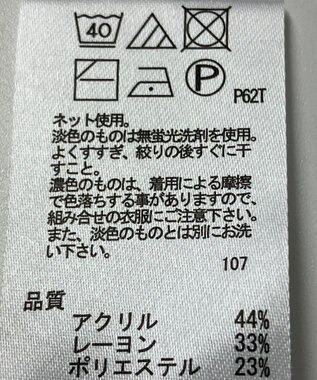 40
P
P62T
ネット使用。
淡色のものは無蛍光洗剤を使用。
よくすすぎ、絞りの後すぐに干
すこと。
濃色のものは、着用による摩擦
で色落ちする事がありますので、
組み合せの衣服にご注意下さい。
また、淡色のものとは別にお洗
い下さい。
107
品質
アクリル 44%
レーヨン 33%
ポリエステル 23%